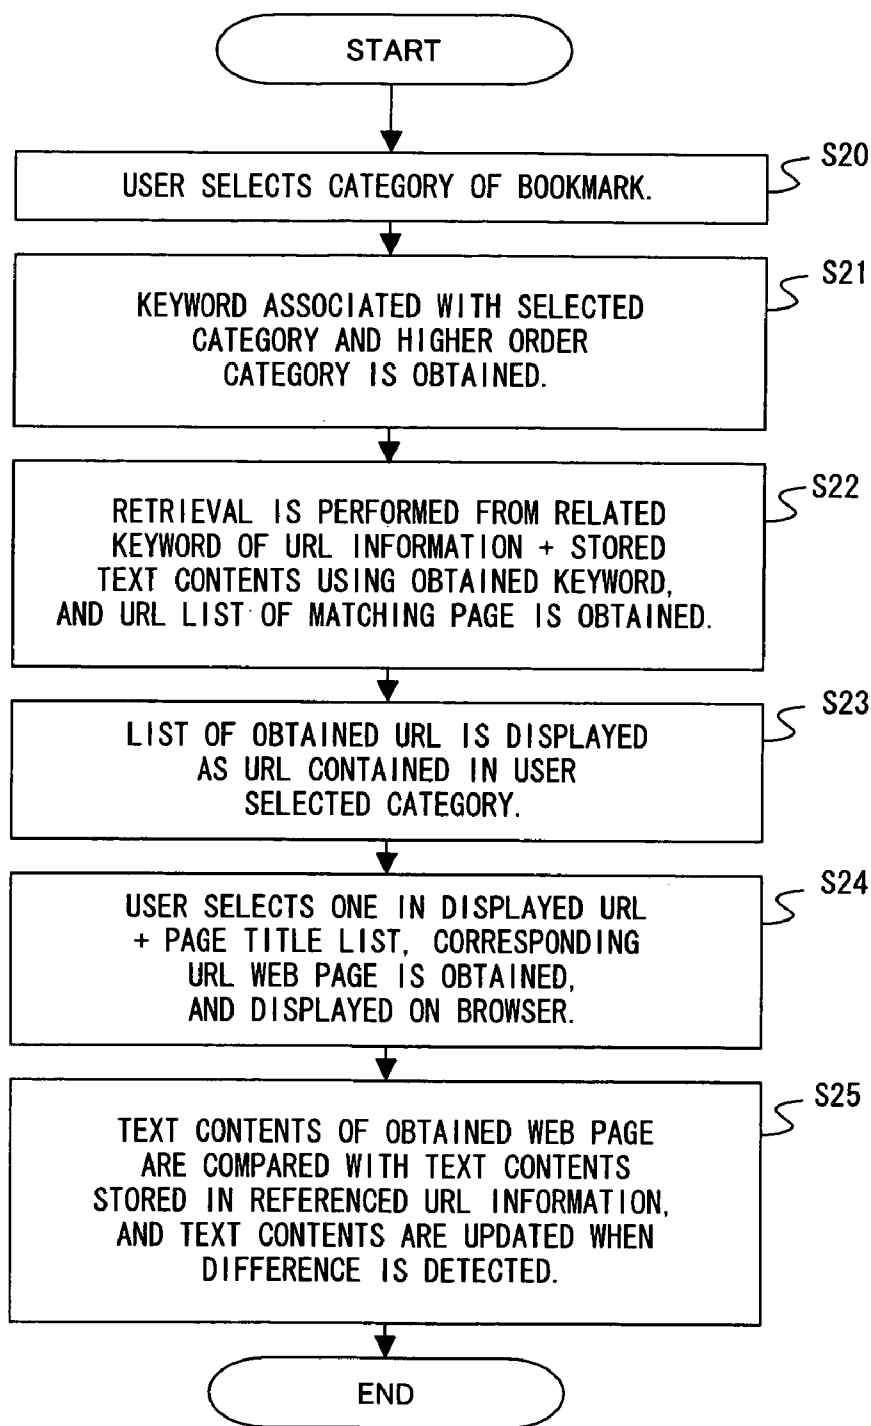 START
S20
USER SELECTS CATEGORY OF BOOKMARK.
S21
KEYWORD ASSOCIATED WITH SELECTED
CATEGORY AND HIGHER ORDER
CATEGORY IS OBTAINED.
S22
RETRIEVAL IS PERFORMED FROM RELATED
KEYWORD OF URL INFORMATION + STORED
TEXT CONTENTS USING OBTAINED KEYWORD,
AND URL LIST OF MATCHING PAGE IS OBTAINED.
S23
LIST OF OBTAINED URL IS DISPLAYED
AS URL CONTAINED IN USER
SELECTED CATEGORY.
S24
USER SELECTS ONE IN DISPLAYED URL
+ PAGE TITLE LIST, CORRESPONDING
URL WEB PAGE IS OBTAINED,
AND DISPLAYED ON BROWSER.
S25
TEXT CONTENTS OF OBTAINED WEB PAGE
ARE COMPARED WITH TEXT CONTENTS
STORED IN REFERENCED URL INFORMATION,
AND TEXT CONTENTS ARE UPDATED WHEN
DIFFERENCE IS DETECTED.
END